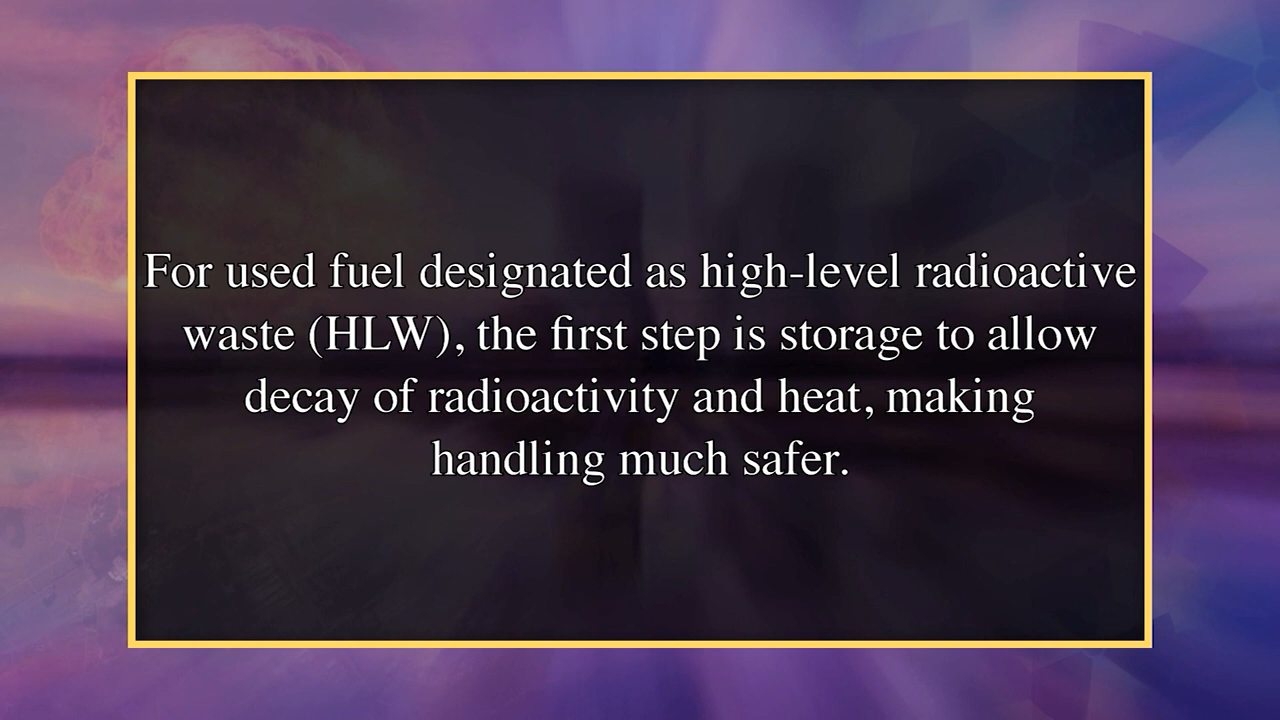 For used fuel designated as high-level radioactive
waste (HLW), the first step is storage to allow
decay of radioactivity and heat, making
handling much safer.